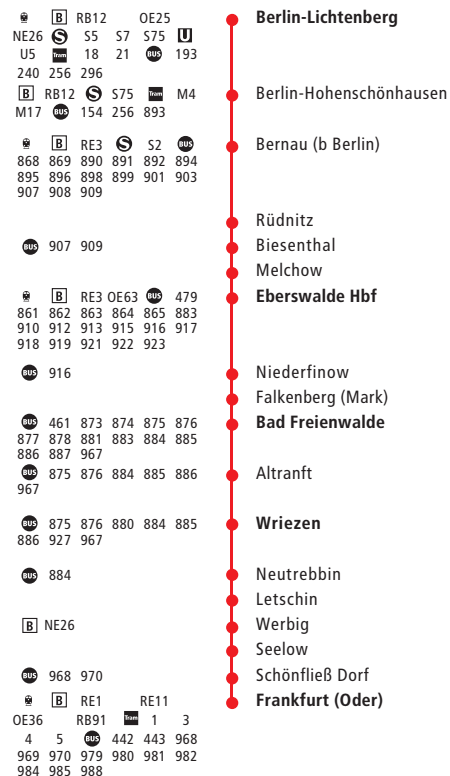 B RB12 OE25 Berlin-Lichtenberg
NE26 S S5 S7 S75 U
U5 Tram 18 21 BUS 193
240 256 296
B RB12 S S75 Tram M4 Berlin-Hohenschönhausen
M17 BUS 154 256 893
B RE3 S S2 BUS Bernau (b Berlin)
868 869 890 891 892 894
895 896 898 899 901 903
907 908 909
Rüdnitz
BUS 907 909 Biesenthal
Melchow
B RE3 OE63 BUS 479 Eberswalde Hbf
861 862 863 864 865 883
910 912 913 915 916 917
918 919 921 922 923
BUS 916 Niederfinow
Falkenberg (Mark)
BUS 461 873 874 875 876 Bad Freienwalde
877 878 881 883 884 885
886 887 967
BUS 875 876 884 885 886 Altranft
967
BUS 875 876 880 884 885 Wriezen
886 927 967
BUS 884 Neutrebbin
Letschin
B NE26 Werbig
Seelow
BUS 968 970 Schönfließ Dorf
B RE1 RE11 Frankfurt (Oder)
OE36 RB91 Tram 1 3
4 5 BUS 442 443 968
969 970 979 980 981 982
984 985 988